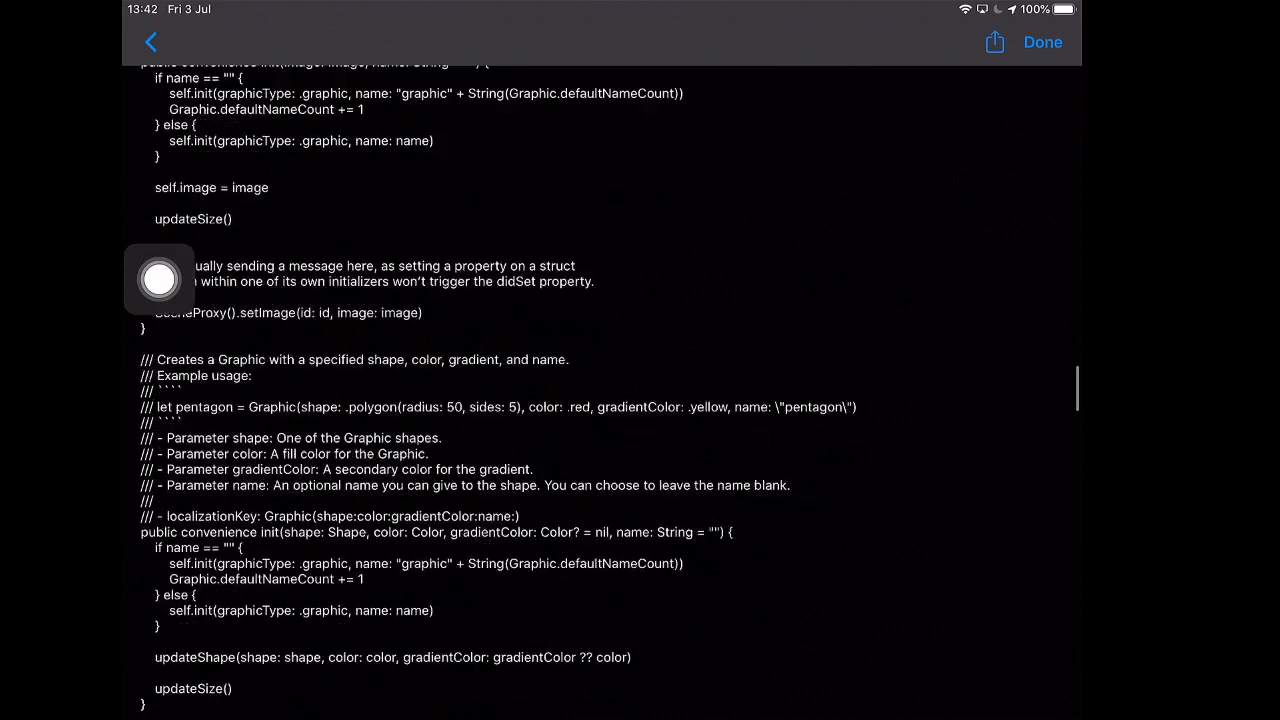 13:42 Fri 3 Jul
100%
Done
public convenience init(image: Image, name: String = "") {
if name == "" {
self.init(graphicType: .graphic, name: "graphic" + String(Graphic.defaultNameCount))
Graphic.defaultNameCount += 1
} else {
self.init(graphicType: .graphic, name: name)
}
self.image = image
updateSize()
ually sending a message here, as setting a property on a struct
within one of its own initializers won’t trigger the didSet property.
SceneProxy().setImage(id: id, image: image)
}
/// Creates a Graphic with a specified shape, color, gradient, and name.
/// Example usage:
/// ````
/// let pentagon = Graphic(shape: .polygon(radius: 50, sides: 5), color: .red, gradientColor: .yellow, name: \"pentagon\")
/// ````
/// - Parameter shape: One of the Graphic shapes.
/// - Parameter color: A fill color for the Graphic.
/// - Parameter gradientColor: A secondary color for the gradient.
/// - Parameter name: An optional name you can give to the shape. You can choose to leave the name blank.
///
/// - localizationKey: Graphic(shape:color:gradientColor:name:)
public convenience init(shape: Shape, color: Color, gradientColor: Color? = nil, name: String = "") {
if name == "" {
self.init(graphicType: .graphic, name: "graphic" + String(Graphic.defaultNameCount))
Graphic.defaultNameCount += 1
} else {
self.init(graphicType: .graphic, name: name)
}
updateShape(shape: shape, color: color, gradientColor: gradientColor ?? color)
updateSize()
}